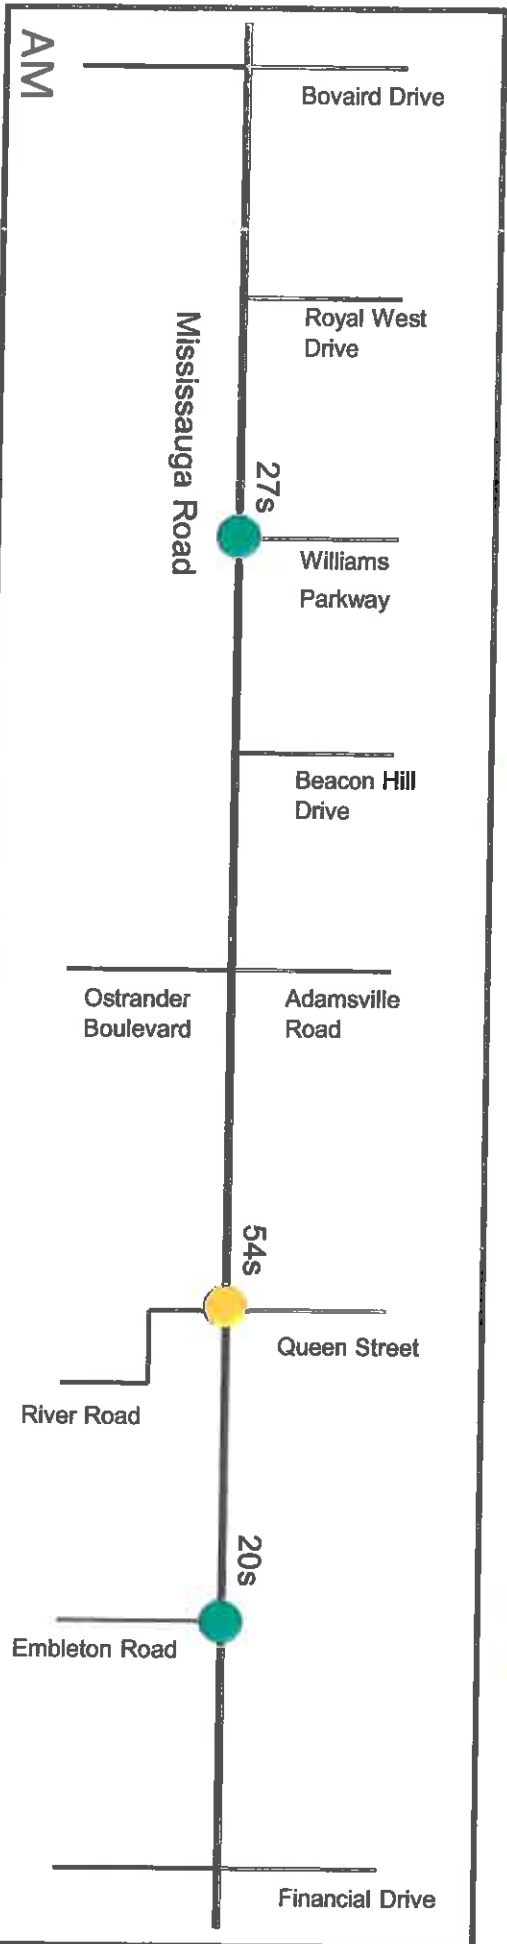 AM
Bovaird Drive
Royal West
Drive
Mississauga Road
27s
Williams
Parkway
Beacon Hill
Drive
Ostrander
Boulevard
Adamsville
Road
54s
Queen Street
River Road
20s
Embleton Road
Financial Drive